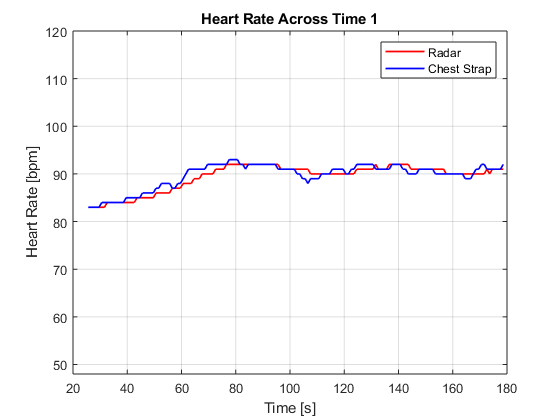 Heart Rate Across Time 1
Radar
Chest Strap
Heart Rate [bpm]
120
110
100
90
80
70
60
50
20 40 60 80 100 120 140 160 180
Time [s]